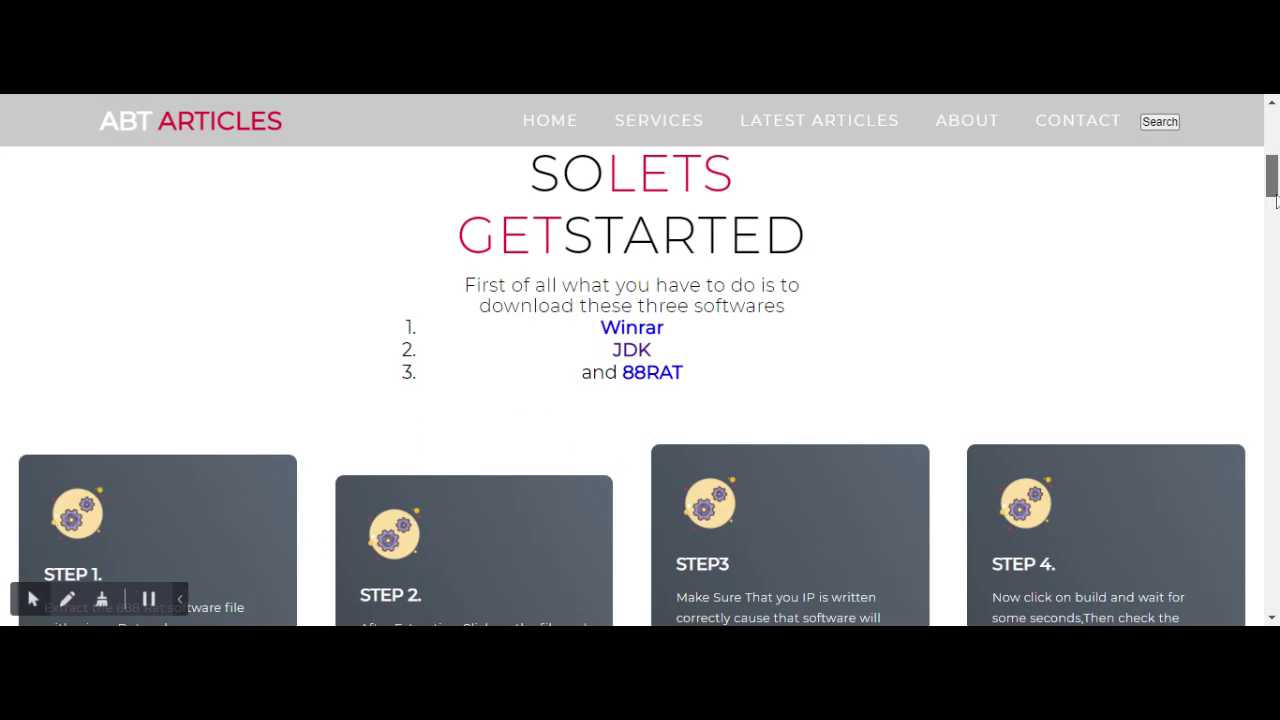 ABT ARTICLES HOME SERVICES LATEST ARTICLES ABOUT CONTACT Search
SOLETS
GETSTARTED
First of all what you have to do is to
download these three softwares
1. Winrar
2. JDK
3. and 88RAT
STEP 1.
Extract the 888 Rat software file
STEP 2.
STEP3
Make Sure That you IP is written
correctly cause that software will
STEP 4.
Now click on build and wait for
some seconds,Then check the